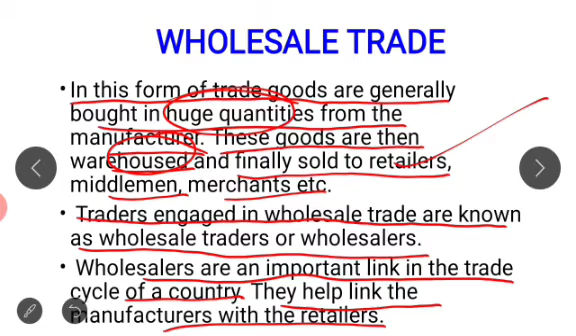 WHOLESALE TRADE
• In this form of trade goods are generally
bought in huge quantities from the
manufacturer. These goods are then
warehoused and finally sold to retailers,
middlemen, merchants etc.
• Traders engaged in wholesale trade are known
as wholesale traders or wholesalers.
• Wholesalers are an important link in the trade
cycle of a country. They help link the
manufacturers with the retailers.